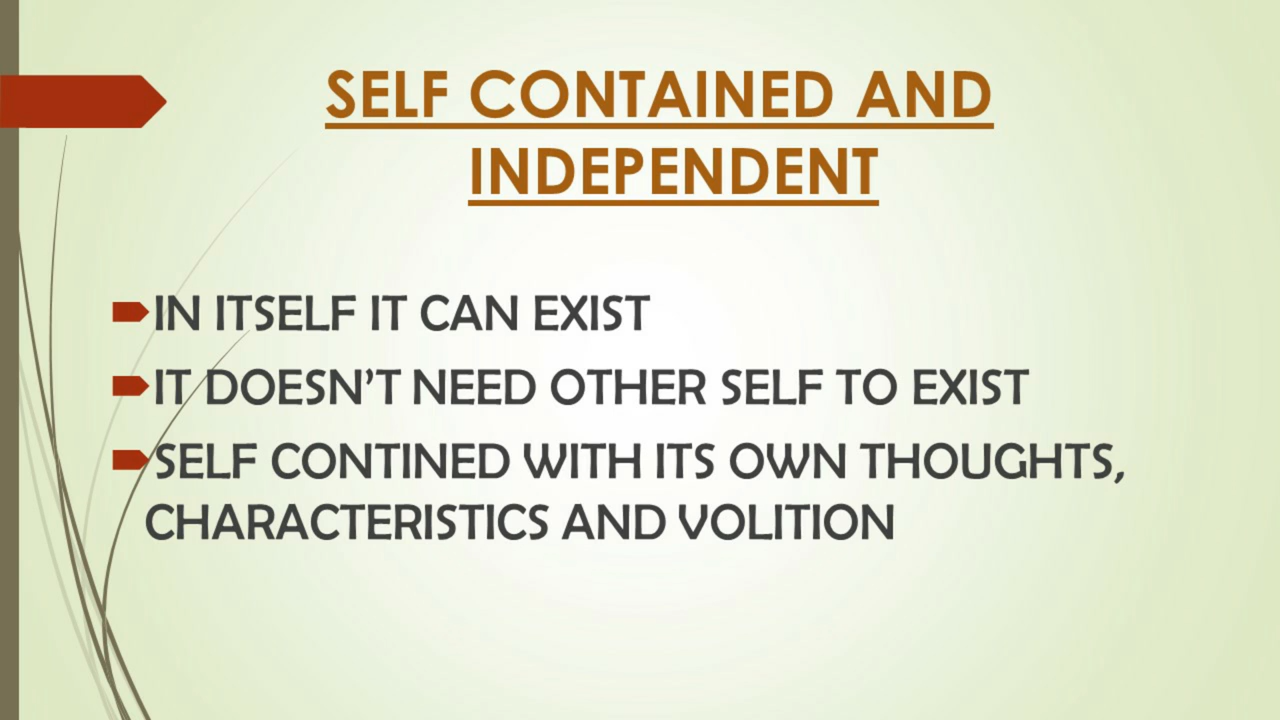 SELF CONTAINED AND
INDEPENDENT
IN ITSELF IT CAN EXIST
IT DOESN’T NEED OTHER SELF TO EXIST
SELF CONTINED WITH ITS OWN THOUGHTS,
CHARACTERISTICS AND VOLITION